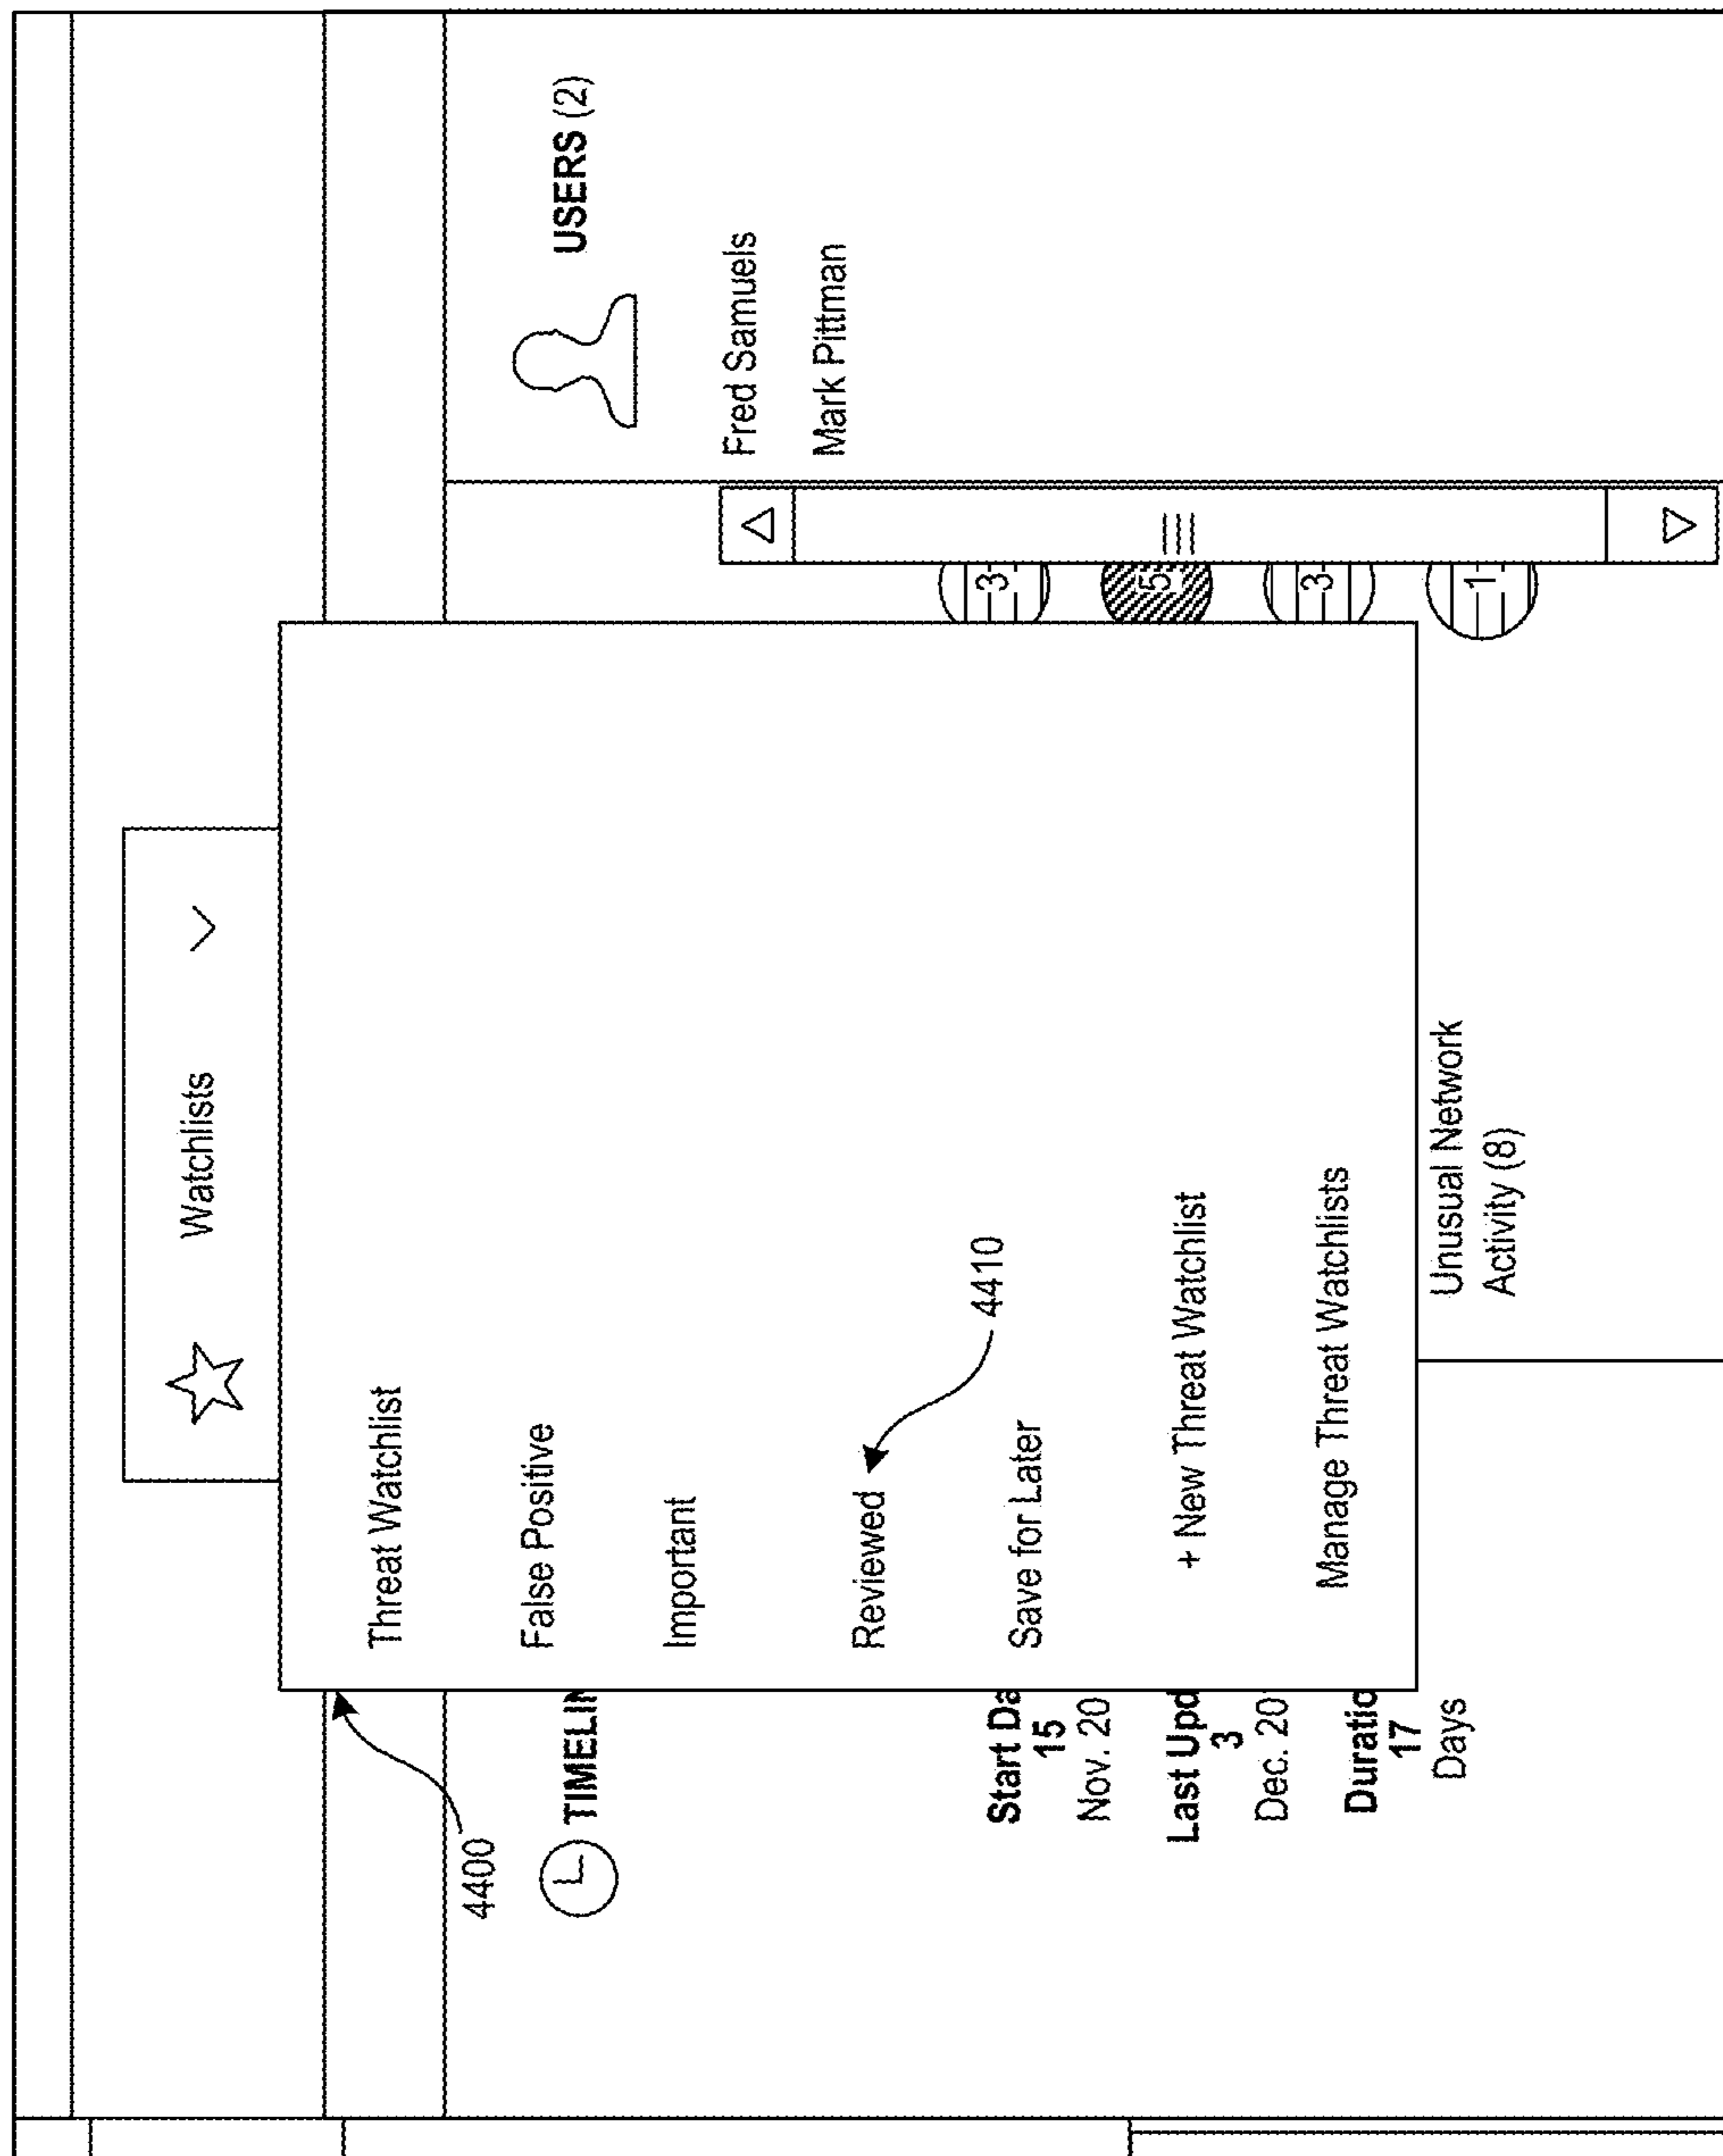 Watchlists
4400
Threat Watchlist
False Positive
Important
Reviewed
4410
Save for Later
+ New Threat Watchlist
Manage Threat Watchlists
TIMELIN
Start Da
15
Nov. 20
Last Upd
3
Dec. 20
Duratio
17
Days
Unusual Network
Activity (8)
3
5
3
1
USERS (2)
Fred Samuels
Mark Pittman